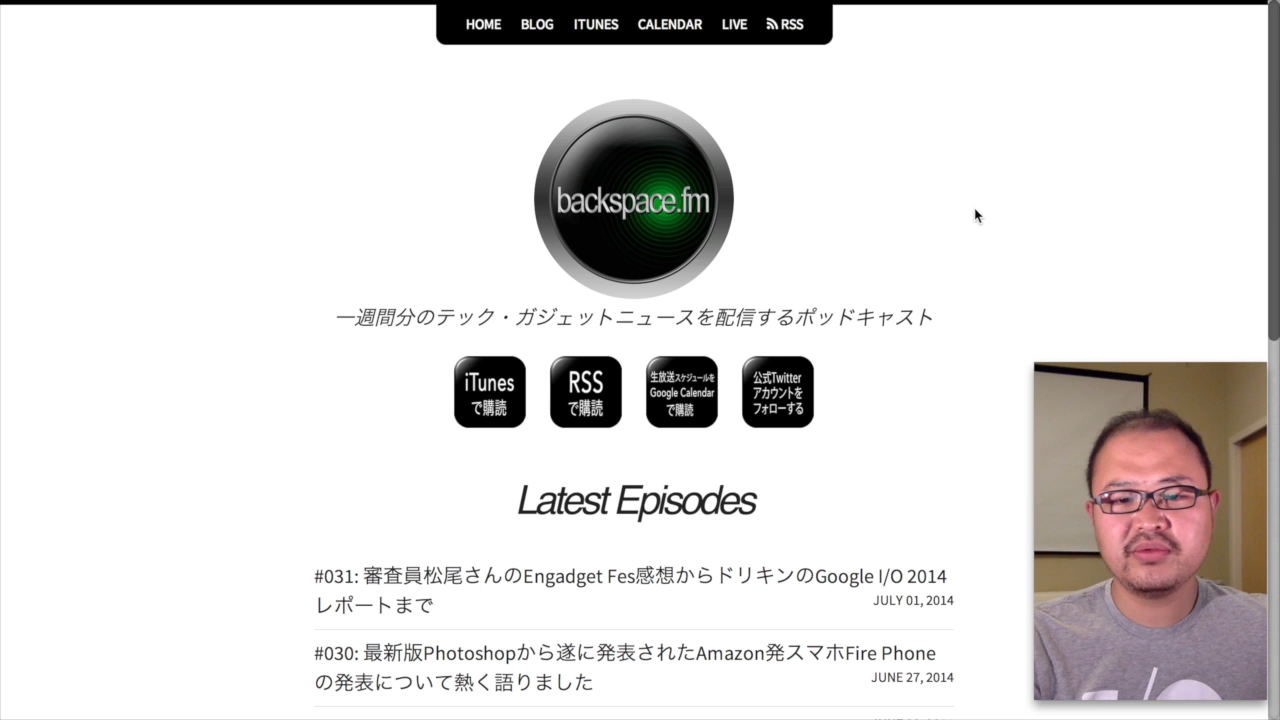 HOME BLOG ITUNES CALENDAR LIVE RSS
backspace.fm
一週間分のテック・ガジェットニュースを配信するポッドキャスト
iTunes
で購読
RSS
で購読
生放送スケジュールを
Google Calendar
で購読
公式Twitter
アカウントを
フォローする
Latest Episodes
#031: 審査員松尾さんのEngadget Fes感想からドリキンのGoogle I/O 2014
レポートまで
JULY 01, 2014
#030: 最新版Photoshopから遂に発表されたAmazon発スマホFire Phone
の発表について熱く語りました
JUNE 27, 2014